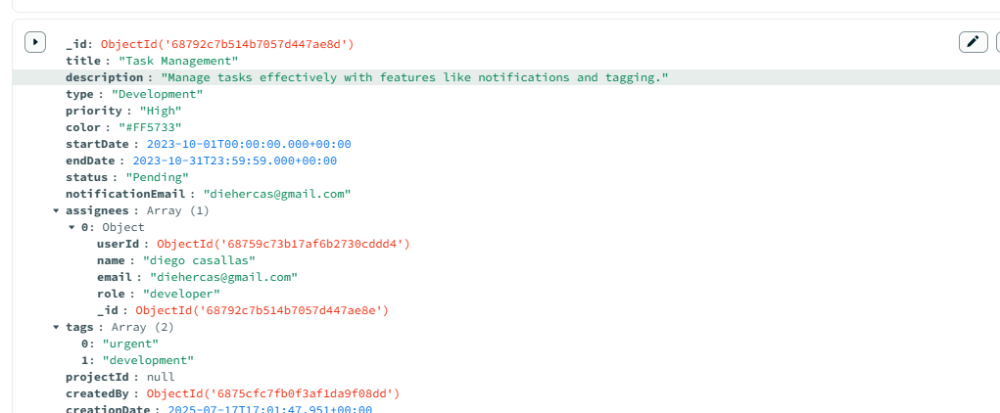 _id: ObjectId('68792c7b514b7057d447ae8d')
title : "Task Management"
description : "Manage tasks effectively with features like notifications and tagging."
type : "Development"
priority : "High"
color : "#FF5733"
startDate : 2023-10-01T00:00:00.000+00:00
endDate : 2023-10-31T23:59:59.000+00:00
status : "Pending"
notificationEmail : "diehercas@gmail.com"
assignees : Array (1)
0: Object
userId : ObjectId('68759c73b17af6b2730cddd4')
name : "diego casallas"
email : "diehercas@gmail.com"
role : "developer"
_id : ObjectId('68792c7b514b7057d447ae8e')
tags : Array (2)
0: "urgent"
1: "development"
projectId : null
createdBy : ObjectId('6875cfc7fb0f3af1da9f08dd')
creationDate : 2025-07-17T17:01:47.951+00:00